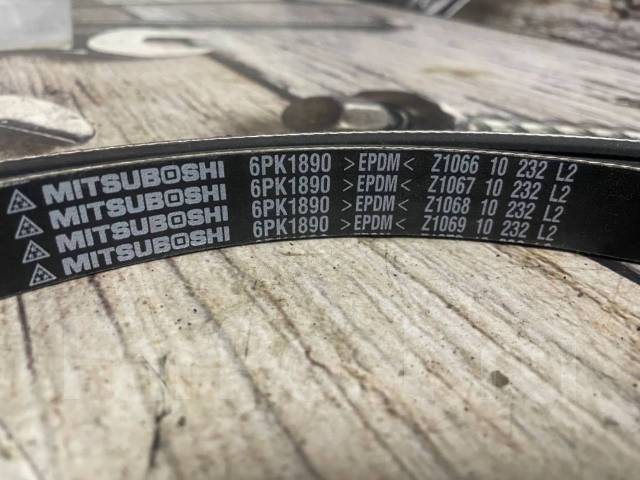 MITSUBOSHI 6PK1890 >EPDM< Z1066 10 232 L2
MITSUBOSHI 6PK1890 >EPDM< Z1067 10 232 L2
MITSUBOSHI 6PK1890 >EPDM< Z1068 10 232 L2
MITSUBOSHI 6PK1890 >EPDM< Z1069 10 232 L2